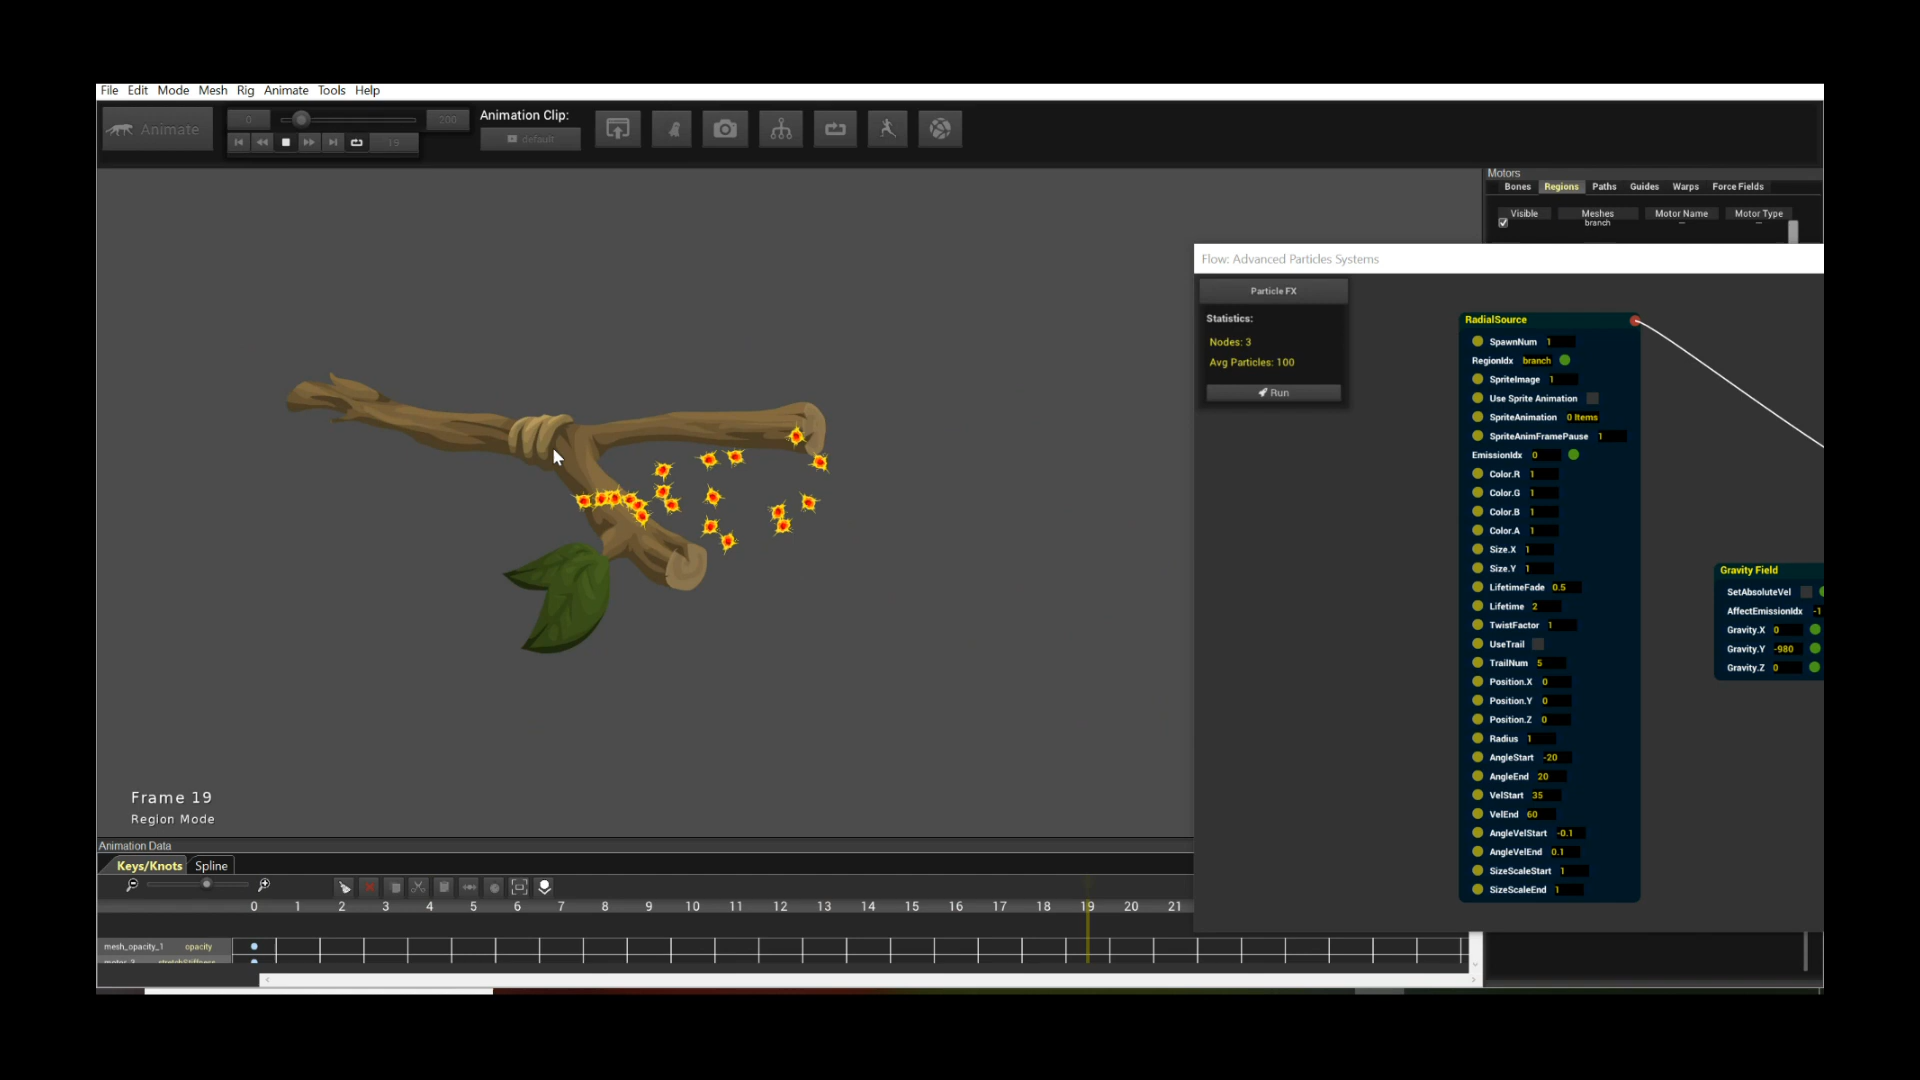 File Edit Mode Mesh Rig Animate Tools Help
Animate
0
200
19
Animation Clip:
default
Motors
Bones Regions Paths Guides Warps Force Fields
Visible Meshes Motor Name Motor Type
branch — —
Flow: Advanced Particles Systems
Particle FX
Statistics:
Nodes: 3
Avg Particles: 100
Run
RadialSource
SpawnNum 1
RegionIdx branch
SpriteImage 1
Use Sprite Animation
SpriteAnimation 0 Items
SpriteAnimFramePause 1
EmissionIdx 0
Color.R 1
Color.G 1
Color.B 1
Color.A 1
Size.X 1
Size.Y 1
LifetimeFade 0.5
Lifetime 2
TwistFactor 1
UseTrail
TrailNum 5
Position.X 0
Position.Y 0
Position.Z 0
Radius 1
AngleStart -20
AngleEnd 20
VelStart 35
VelEnd 60
AngleVelStart -0.1
AngleVelEnd 0.1
SizeScaleStart 1
SizeScaleEnd 1
Gravity Field
SetAbsoluteVel
AffectEmissionIdx -1
Gravity.X 0
Gravity.Y -980
Gravity.Z 0
Frame 19
Region Mode
Animation Data
Keys/Knots Spline
0 1 2 3 4 5 6 7 8 9 10 11 12 13 14 15 16 17 18 19 20 21
mesh_opacity_1 opacity